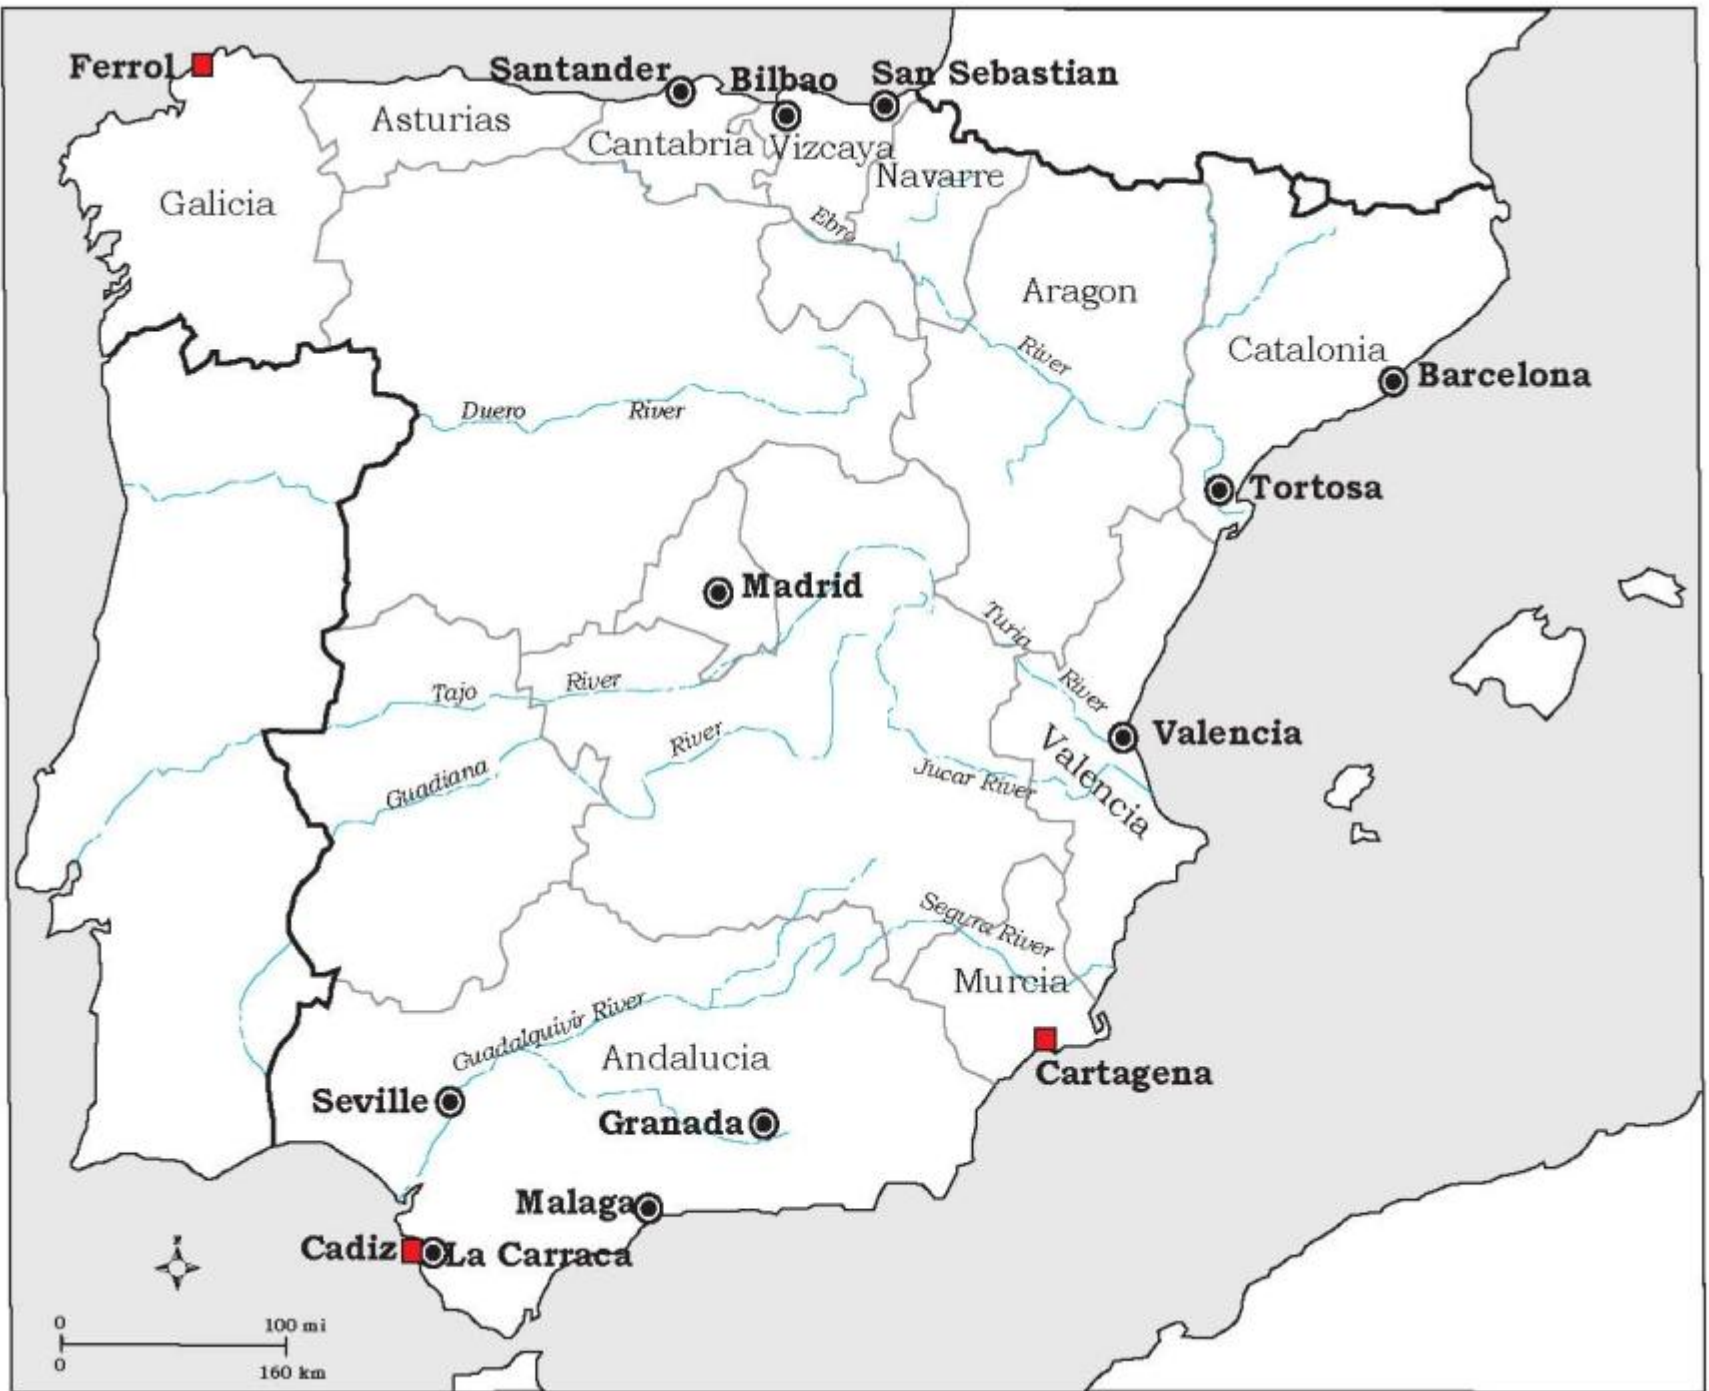 Ferrol
Santander
Bilbao
San Sebastian
Asturias
Cantabria
Vizcaya
Navarre
Galicia
Ebro
River
Aragon
Catalonia
Barcelona
Duero
River
Tortosa
Madrid
Turia
River
Tajo
River
Valencia
Valencia
Guadiana
River
Jucar River
Segura River
Murcia
Cartagena
Guadalquivir River
Andalucia
Seville
Granada
Malaga
Cadiz
La Carraca
z
0
100 mi
0
160 km